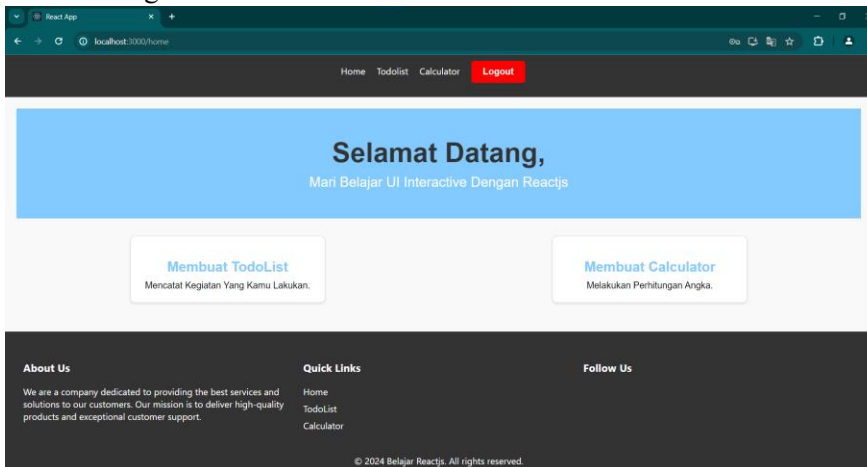 React App
localhost:3000/home
Home Todolist Calculator Logout
Selamat Datang,
Mari Belajar UI Interactive Dengan Reactjs
Membuat TodoList
Mencatat Kegiatan Yang Kamu Lakukan.
Membuat Calculator
Melakukan Perhitungan Angka.
About Us
We are a company dedicated to providing the best services and
solutions to our customers. Our mission is to deliver high-quality
products and exceptional customer support.
Quick Links
Home
TodoList
Calculator
Follow Us
© 2024 Belajar Reactjs. All rights reserved.